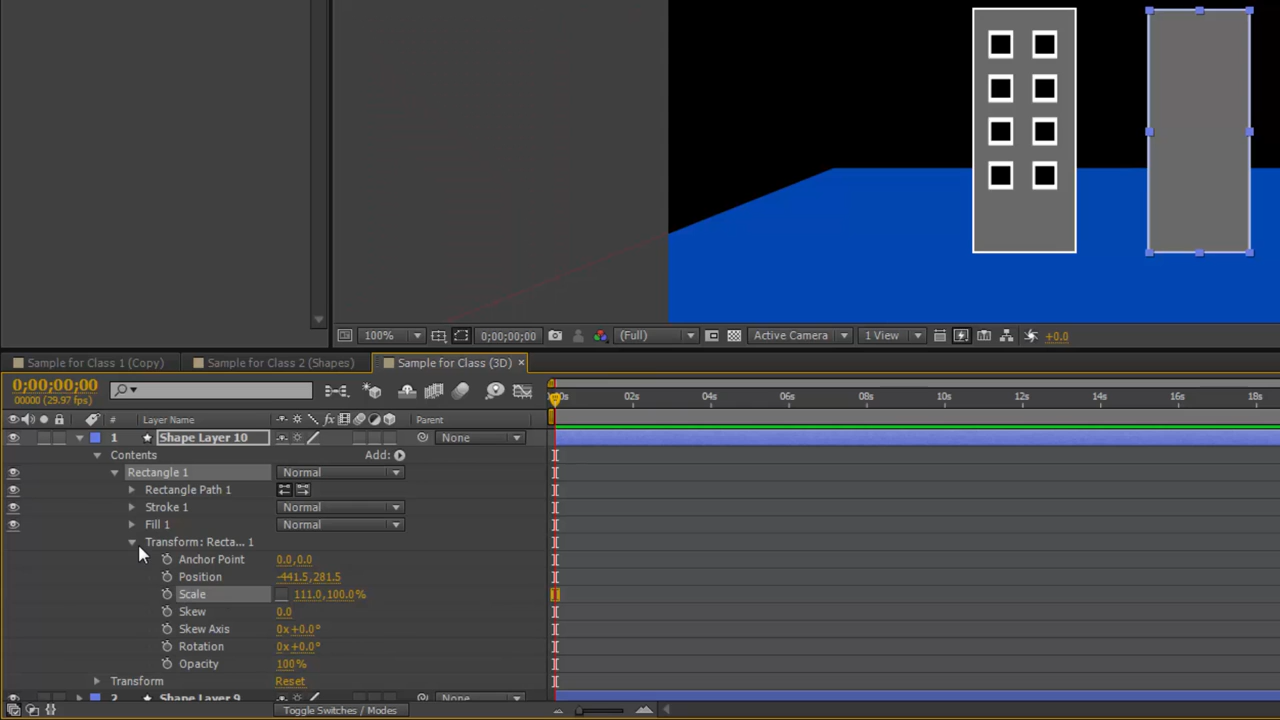 100%
0;00;00;00
(Full)
Active Camera
1 View
+0.0
Sample for Class 1 (Copy)
Sample for Class 2 (Shapes)
Sample for Class (3D) ×
0;00;00;00
00000 (29.97 fps)
# Layer Name Parent
02s 04s 06s 08s 10s 12s 14s 16s 18s
1 Shape Layer 10 None
Contents Add:
Rectangle 1 Normal
Rectangle Path 1
Stroke 1 Normal
Fill 1 Normal
Transform: Recta... 1
Anchor Point 0.0,0.0
Position -441.5,281.5
Scale 111.0,100.0%
Skew 0.0
Skew Axis 0x+0.0°
Rotation 0x+0.0°
Opacity 100%
Transform Reset
2 Shape Layer 9 None
Toggle Switches / Modes